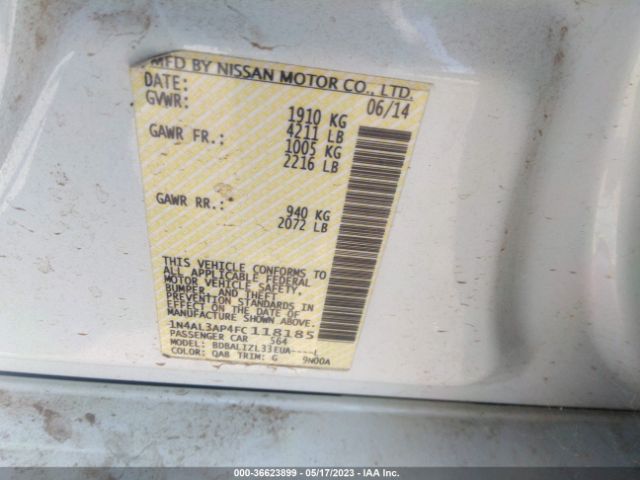 MFD BY NISSAN MOTOR CO., LTD.
DATE: 06/14
GVWR: 1910 KG
4211 LB
GAWR FR.: 1005 KG
2216 LB
GAWR RR.: 940 KG
2072 LB
THIS VEHICLE CONFORMS TO
ALL APPLICABLE FEDERAL
MOTOR VEHICLE SAFETY,
BUMPER, AND THEFT
PREVENTION STANDARDS IN
EFFECT ON THE DATE OF
MANUFACTURE SHOWN ABOVE.
1N4AL3AP4FC118185
PASSENGER CAR 564
MODEL: BDBALIZL33EUA----L
COLOR: QAB TRIM: G 9N00A
000-36623899 - 05/17/2023 - IAA Inc.